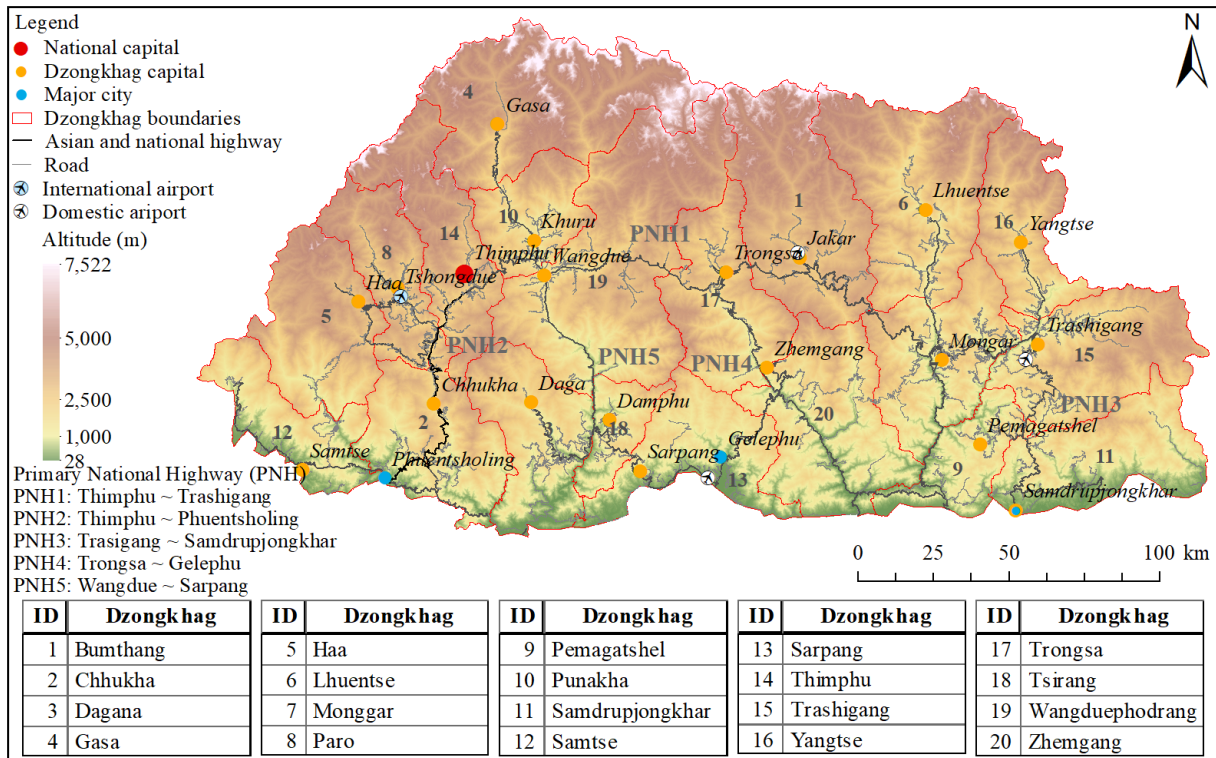 Legend
National capital
Dzongkhag capital
Major city
Dzongkhag boundaries
Asian and national highway
Road
International airport
Domestic ariport
Altitude (m)
7,522
5,000
2,500
1,000
28
Primary National Highway (PNH)
PNH1: Thimphu ~ Trashigang
PNH2: Thimphu ~ Phuentsholing
PNH3: Trasigang ~ Samdrupjongkhar
PNH4: Trongsa ~ Gelephu
PNH5: Wangdue ~ Sarpang
N
4
Gasa
10
Khuru
14
Thimphu
8
Tshongdue
Haa
5
Wangdue
19
PNH1
Trongsa
17
1
Jakar
6
Lhuentse
16
Yangtse
PNH2
PNH5
PNH4
Zhemgang
Mongar
Trashigang
15
PNH3
Chhukha
2
Daga
3
Damphu
18
20
12
Samtse
Phuentsholing
Sarpang
Gelephu
13
Pemagatshel
9
11
Samdrupjongkhar
0 25 50 100 km
ID Dzongkhag ID Dzongkhag ID Dzongkhag ID Dzongkhag ID Dzongkhag
1 Bumthang 5 Haa 9 Pemagatshel 13 Sarpang 17 Trongsa
2 Chhukha 6 Lhuentse 10 Punakha 14 Thimphu 18 Tsirang
3 Dagana 7 Monggar 11 Samdrupjongkhar 15 Trashigang 19 Wangduephodrang
4 Gasa 8 Paro 12 Samtse 16 Yangtse 20 Zhemgang